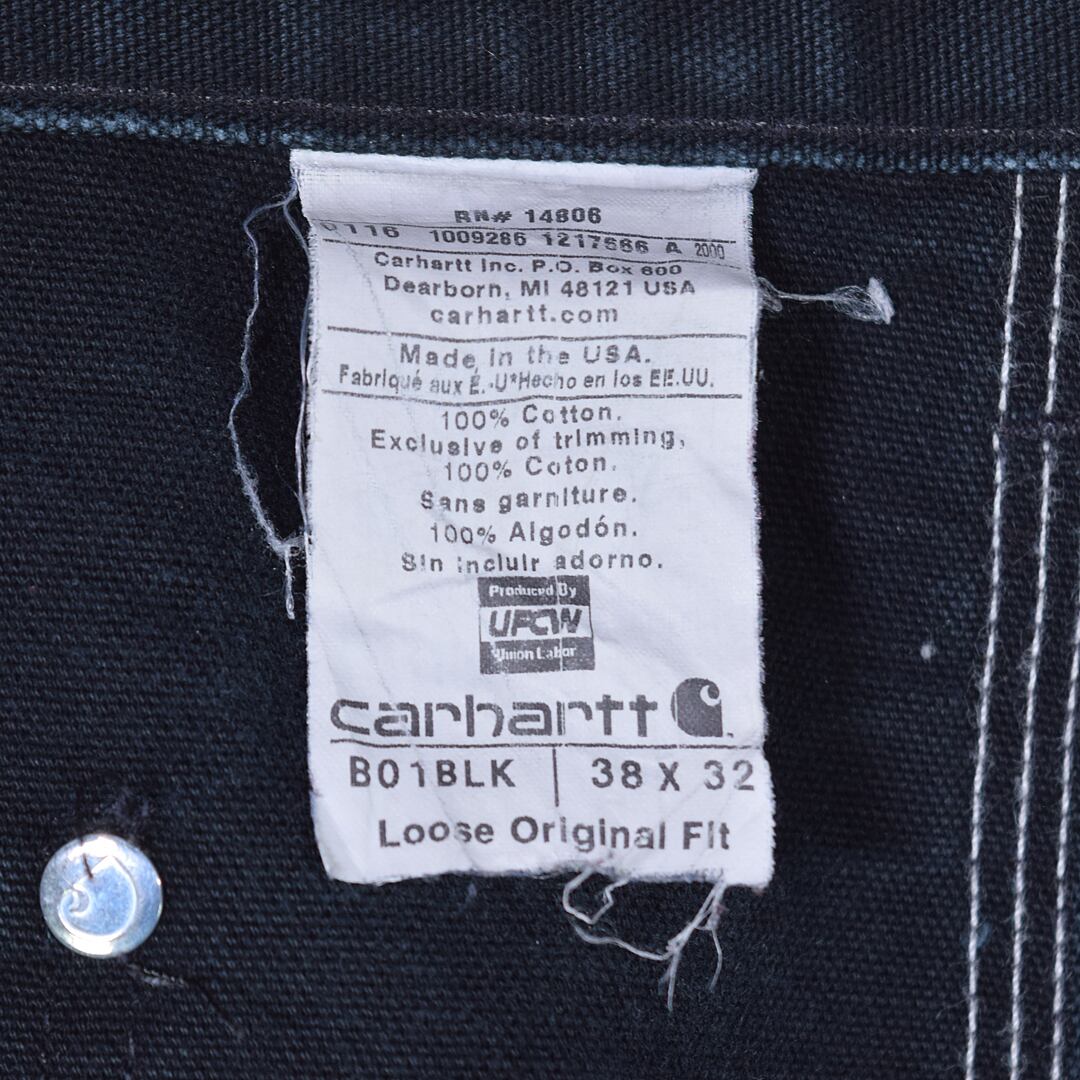 RN# 14806
0116 1009286 1217566 A 2000
Carhartt Inc. P.O. Box 600
Dearborn, MI 48121 USA
carhartt.com
Made in the USA.
Fabriqué aux É.-U*Hecho en los EE.UU.
100% Cotton.
Exclusive of trimming,
100% Coton.
Sans garniture.
100% Algodón.
Sin incluir adorno.
Produced By
UFCW
Union Labor
carhartt
B01BLK 38 X 32
Loose Original Fit